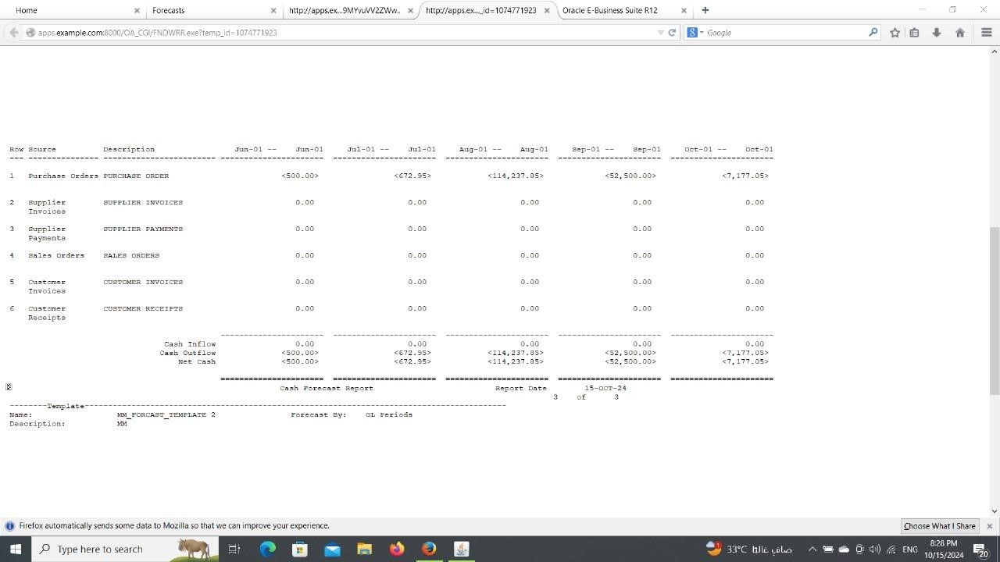 Home Forecasts http://apps.ex...9MYvuVV2ZWw.. http://apps.ex..._id=1074771923 Oracle E-Business Suite R12
apps.example.com:8000/OA_CGI/FNDWRR.exe?temp_id=1074771923 Google
Row Source Description Jun-01 -- Jun-01 Jul-01 -- Jul-01 Aug-01 -- Aug-01 Sep-01 -- Sep-01 Oct-01 -- Oct-01
1 Purchase Orders PURCHASE ORDER <500.00> <672.95> <114,237.85> <52,500.00> <7,177.05>
2 Supplier SUPPLIER INVOICES 0.00 0.00 0.00 0.00 0.00
Invoices
3 Supplier SUPPLIER PAYMENTS 0.00 0.00 0.00 0.00 0.00
Payments
4 Sales Orders SALES ORDERS 0.00 0.00 0.00 0.00 0.00
5 Customer CUSTOMER INVOICES 0.00 0.00 0.00 0.00 0.00
Invoices
6 Customer CUSTOMER RECEIPTS 0.00 0.00 0.00 0.00 0.00
Receipts
Cash Inflow 0.00 0.00 0.00 0.00 0.00
Cash Outflow <500.00> <672.95> <114,237.85> <52,500.00> <7,177.05>
Net Cash <500.00> <672.95> <114,237.85> <52,500.00> <7,177.05>
Cash Forecast Report Report Date 15-OCT-24
3 of 3
--------Template--------
Name: MM_FORCAST_TEMPLATE 2 Forecast By: GL Periods
Description: MM
Firefox automatically sends some data to Mozilla so that we can improve your experience. Choose What I Share
Type here to search 1 33°C صافٍ غالبًا ENG 8:28 PM
10/15/2024 20